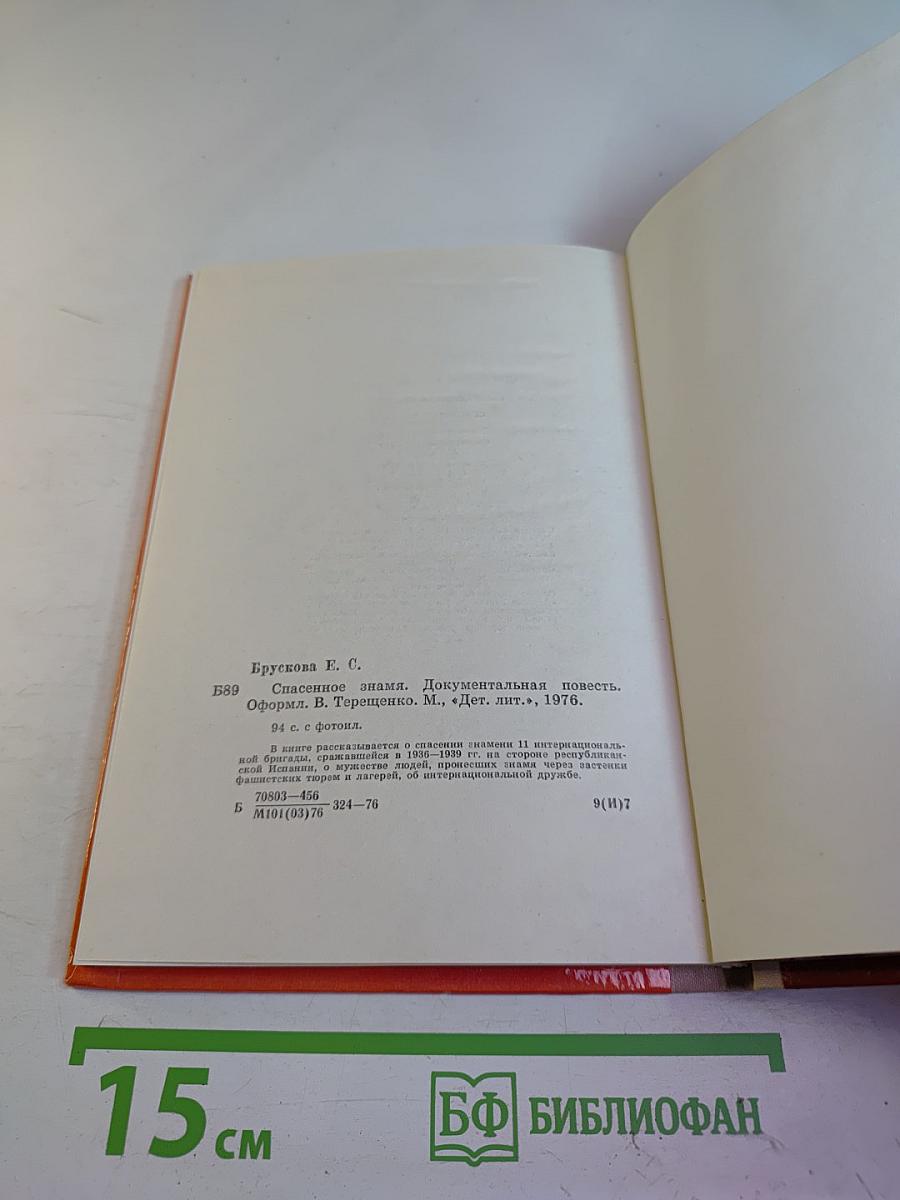 Брускова Е. С.
Б89 Спасенное знамя. Документальная повесть.
Оформл. В. Терещенко. М., «Дет. лит.», 1976.
94 с. с фотоил.
В книге рассказывается о спасении знамени 11 интернациональ-
ной бригады, сражавшейся в 1936—1939 гг. на стороне республикан-
ской Испании, о мужестве людей, пронесших знамя через застенки
фашистских тюрем и лагерей, об интернациональной дружбе.
70803—456
Б 324—76 9(И)7
М101(03)76
15 см
БФ БИБЛИОФАН